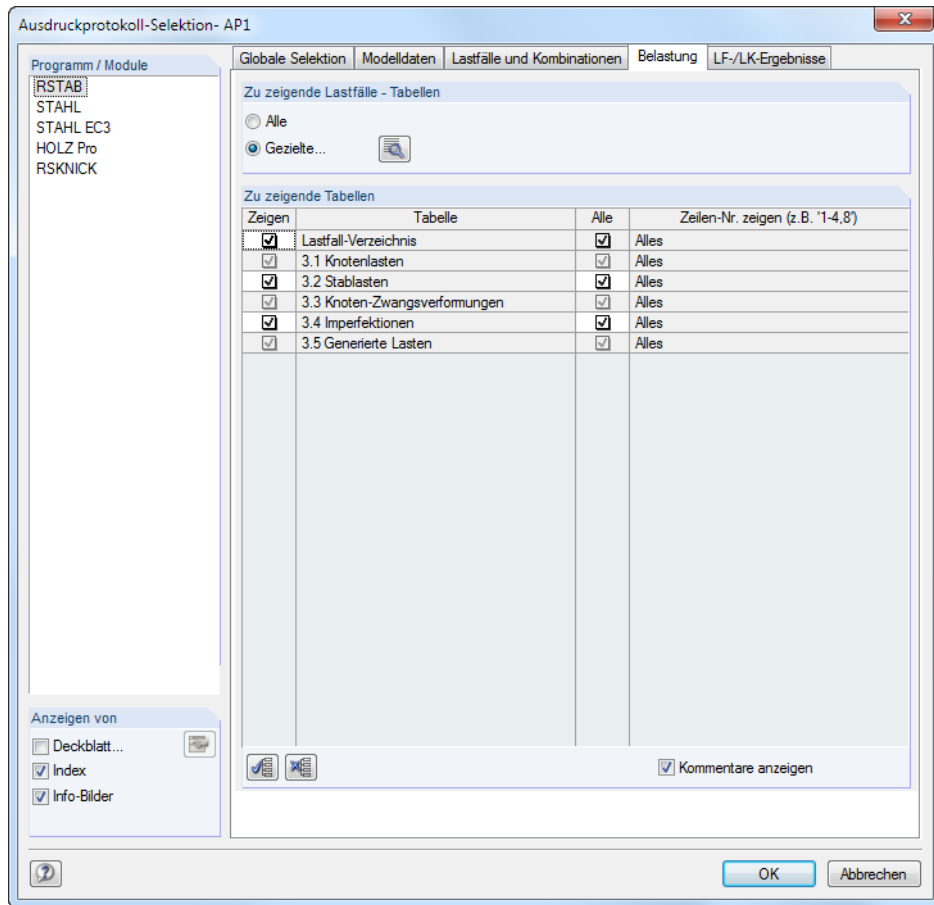 Ausdruckprotokoll-Selektion- AP1
Programm / Module
RSTAB
STAHL
STAHL EC3
HOLZ Pro
RSKNICK
Globale Selektion Modelldaten Lastfälle und Kombinationen Belastung LF-/LK-Ergebnisse
Zu zeigende Lastfälle - Tabellen
Alle
Gezielte...
Zu zeigende Tabellen
Zeigen Tabelle Alle Zeilen-Nr. zeigen (z.B. '1-4,8')
Lastfall-Verzeichnis Alles
3.1 Knotenlasten Alles
3.2 Stablasten Alles
3.3 Knoten-Zwangsverformungen Alles
3.4 Imperfektionen Alles
3.5 Generierte Lasten Alles
Kommentare anzeigen
Anzeigen von
Deckblatt...
Index
Info-Bilder
OK Abbrechen